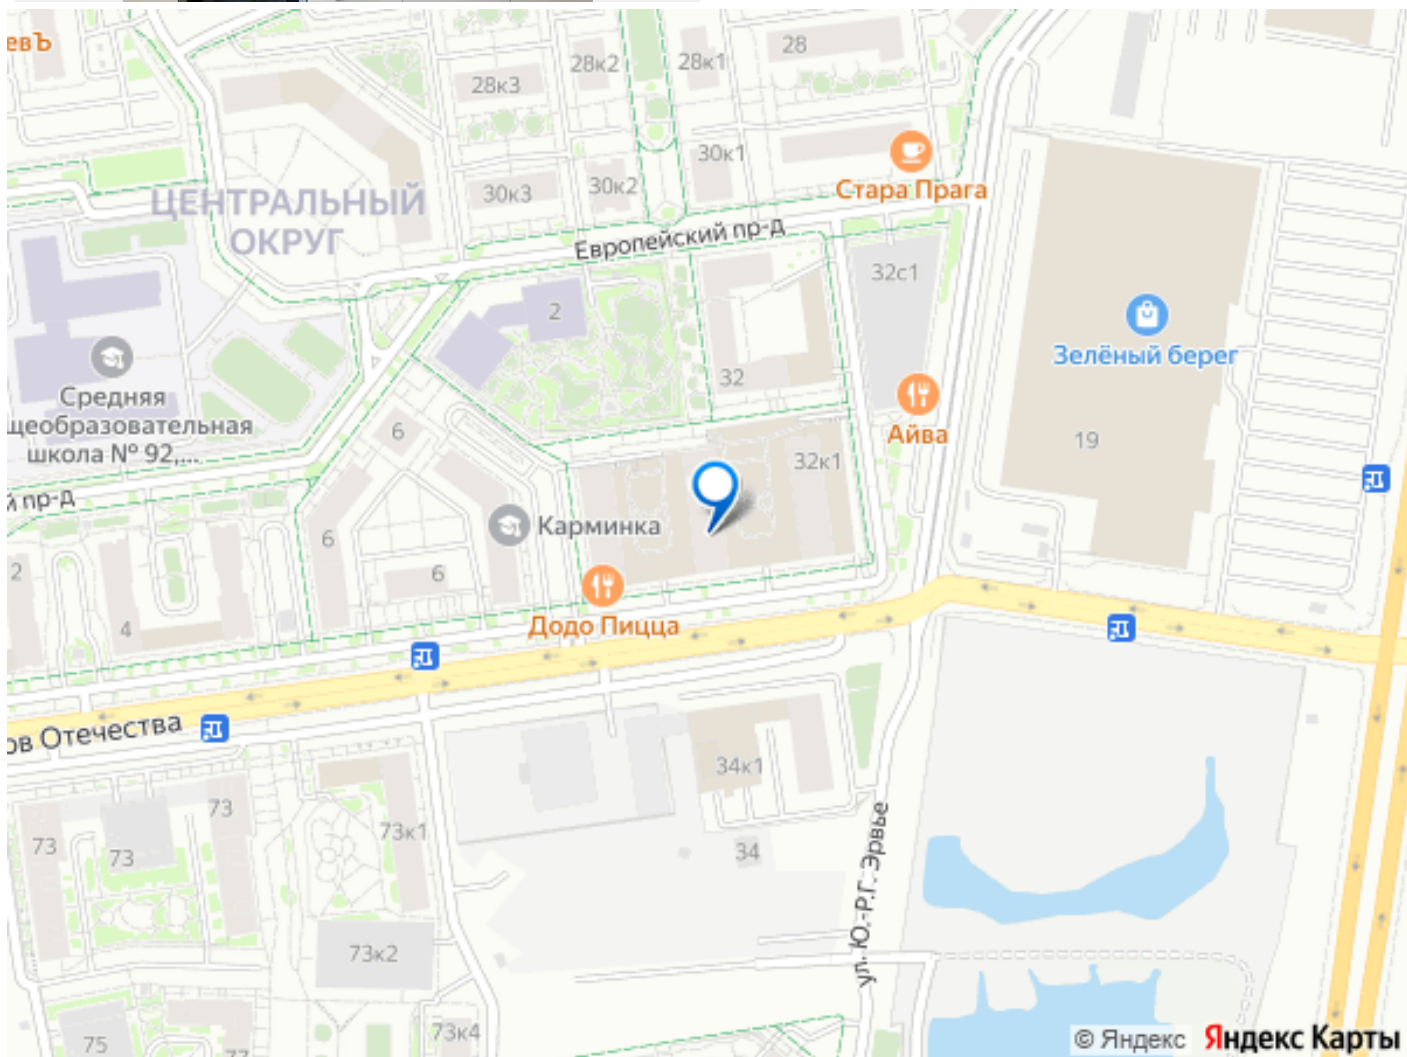 евЪ
28
28к2
28к1
28к3
30к1
Стара Прага
30к3
30к2
ЦЕНТРАЛЬНЫЙ
ОКРУГ
Европейский пр-д
32с1
2
Зелёный берег
32
Средняя
щеобразовательная
школа № 92,...
6
Айва
19
32к1
й пр-д
Карминка
6
6
2
4
Додо Пицца
ов Отечества
34к1
73
73
73
73к1
34
ул. Ю.-Р.Г. Эрвье
73к2
73к4
75
77
© Яндекс
Яндекс Карты